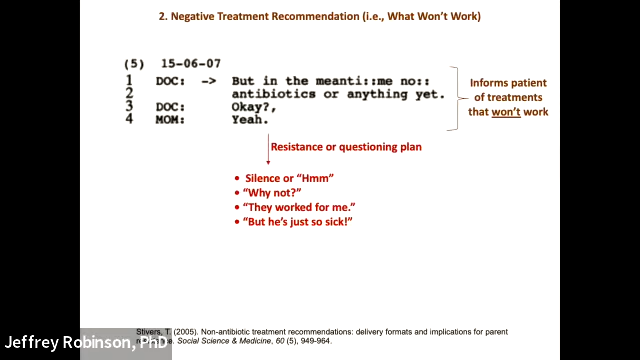 2. Negative Treatment Recommendation (i.e., What Won't Work)
(5) 15-06-07
1 DOC: -> But in the meanti::me no::
2 antibiotics or anything yet.
3 DOC: Okay?,
4 MOM: Yeah.
Informs patient
of treatments
that won't work
Resistance or questioning plan
• Silence or "Hmm"
• "Why not?"
• "They worked for me."
• "But he's just so sick!"
Stivers, T. (2005). Non-antibiotic treatment recommendations: delivery formats and implications for parent
Social Science & Medicine, 60 (5), 949-964.
Jeffrey Robinson, PhD